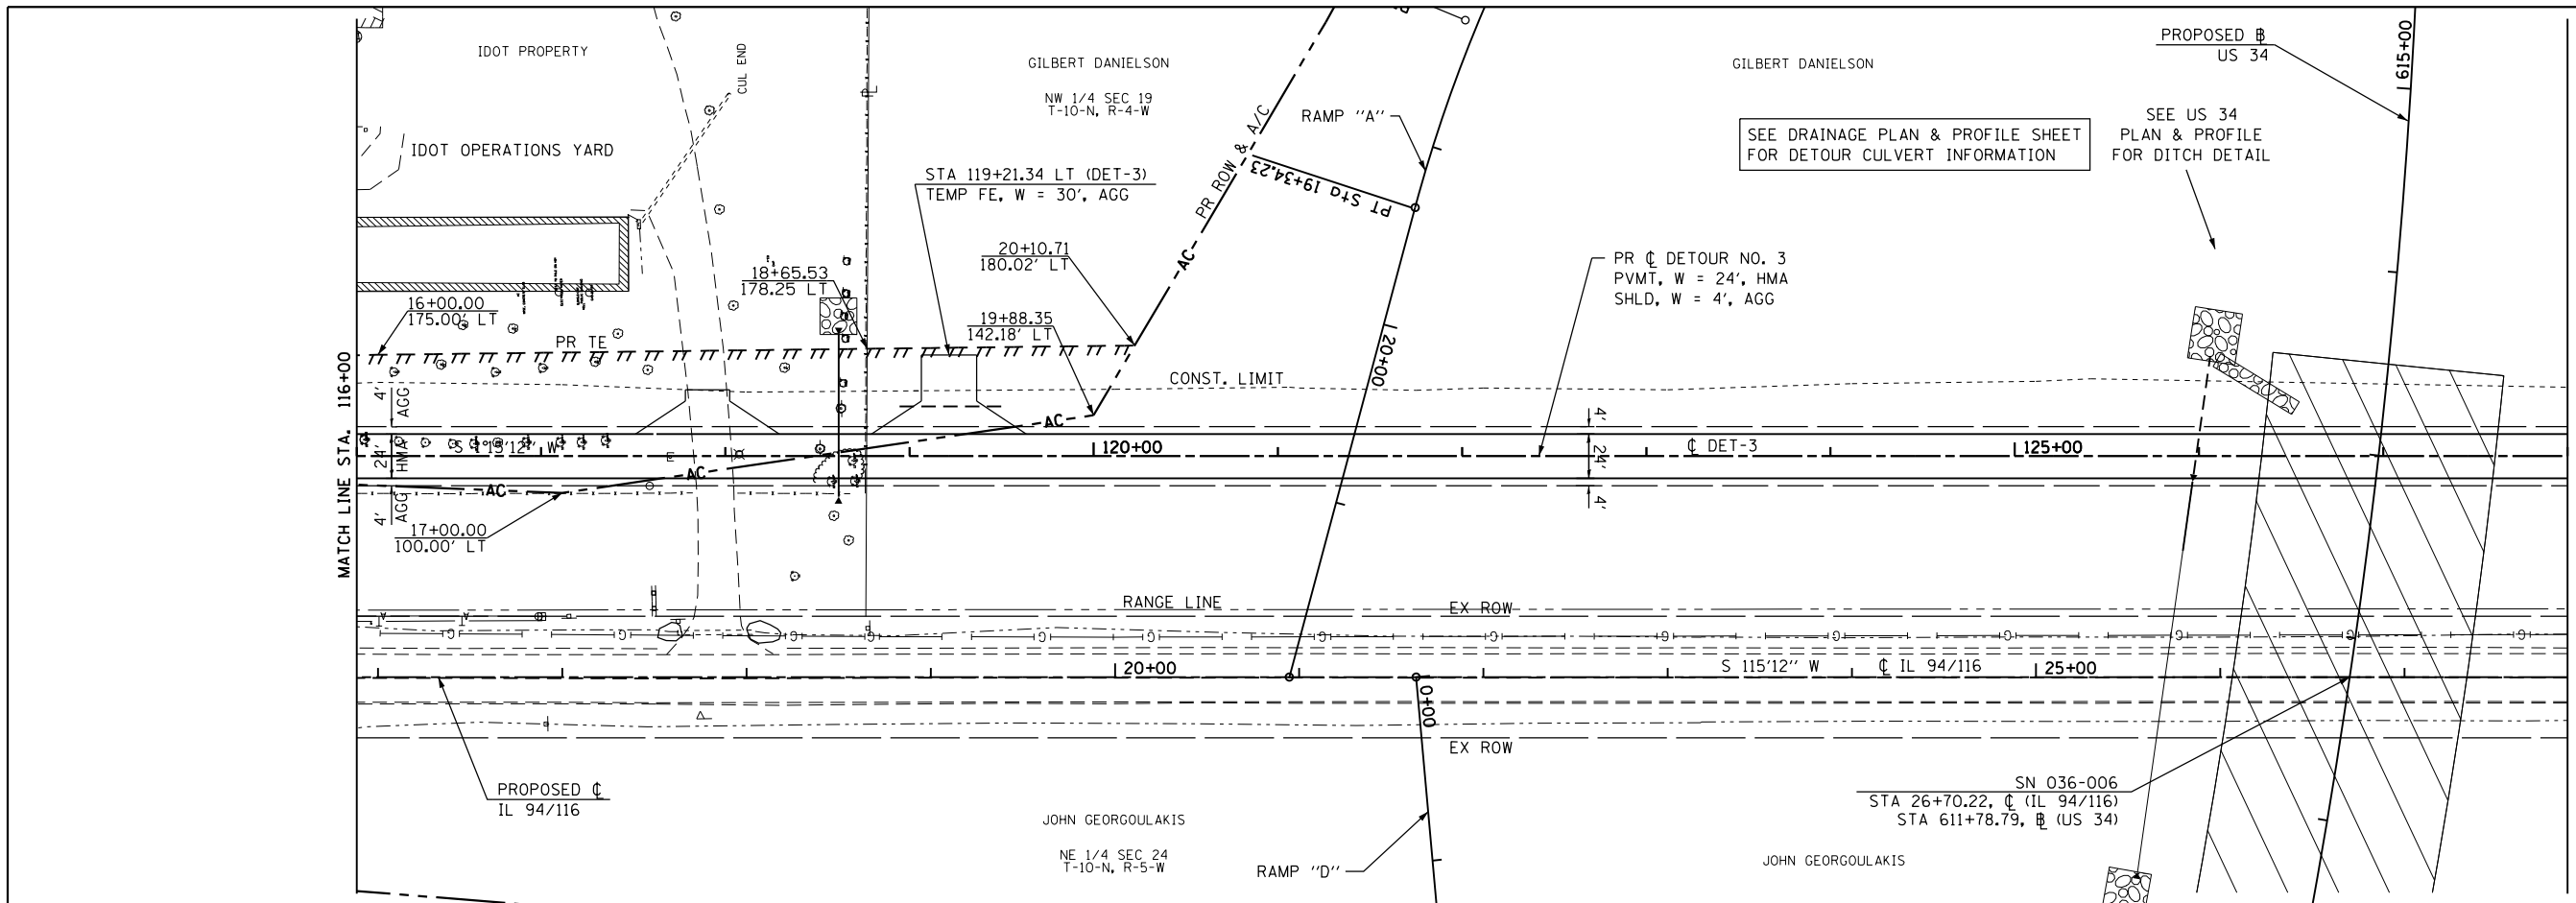 IDOT PROPERTY
CUL END
IDOT OPERATIONS YARD
GILBERT DANIELSON
NW 1/4 SEC 19
T-10-N, R-4-W
GILBERT DANIELSON
PROPOSED ⅊
US 34
615+00
RAMP "A"
SEE DRAINAGE PLAN & PROFILE SHEET
FOR DETOUR CULVERT INFORMATION
SEE US 34
PLAN & PROFILE
FOR DITCH DETAIL
STA 119+21.34 LT (DET-3)
TEMP FE, W = 30', AGG
PR ROW & A/C
PT Sta 19+34.23
AC
20+10.71
180.02' LT
18+65.53
178.25 LT
16+00.00
175.00' LT
19+88.35
142.18' LT
PR ℄ DETOUR NO. 3
PVMT, W = 24', HMA
SHLD, W = 4', AGG
20+00
PR TE
CONST. LIMIT
MATCH LINE STA. 116+00
4'
AGG
24'
HMA
4'
AGG
S 1°15'12" W
AC
AC
AC
120+00
4'
24'
4'
℄ DET-3
125+00
17+00.00
100.00' LT
RANGE LINE
EX ROW
G G G G G G G G G G G G G G
20+00
S 115'12'' W
℄ IL 94/116
25+00
0+00
EX ROW
PROPOSED ℄
IL 94/116
SN 036-006
STA 26+70.22, ℄ (IL 94/116)
STA 611+78.79, ⅊ (US 34)
JOHN GEORGOULAKIS
NE 1/4 SEC 24
T-10-N, R-5-W
RAMP "D"
JOHN GEORGOULAKIS